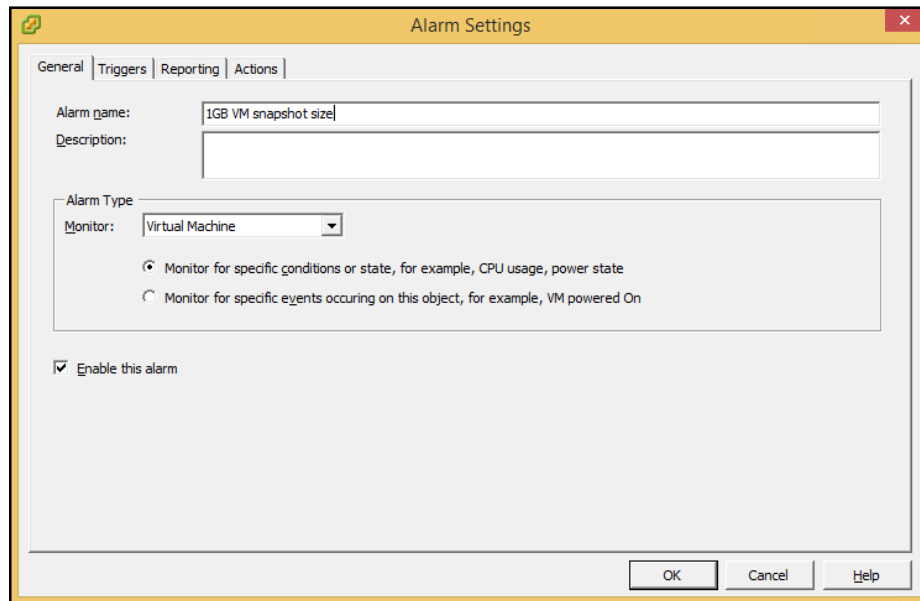 Alarm Settings
General Triggers Reporting Actions
Alarm name: 1GB VM snapshot size
Description:
Alarm Type
Monitor: Virtual Machine
Monitor for specific conditions or state, for example, CPU usage, power state
Monitor for specific events occuring on this object, for example, VM powered On
Enable this alarm
OK Cancel Help